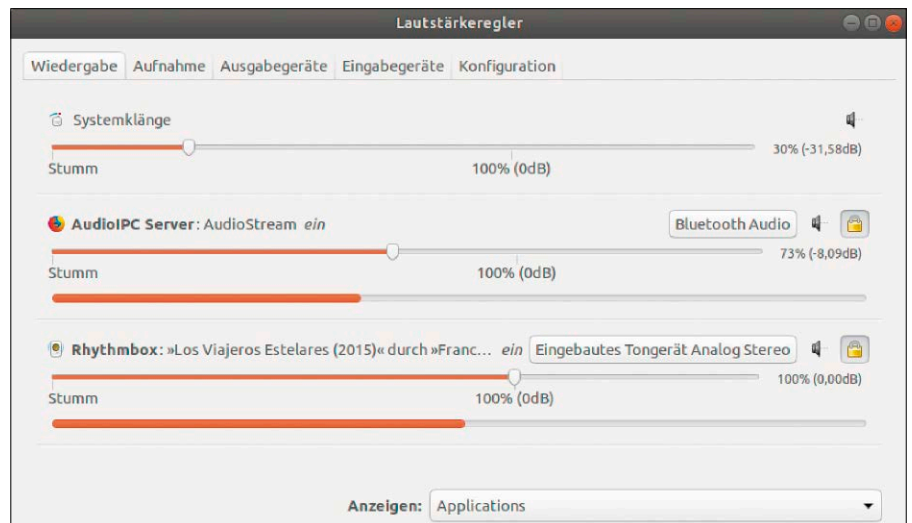 Lautstärkeregler
Wiedergabe Aufnahme Ausgabegeräte Eingabegeräte Konfiguration
Systemklänge
30% (-31,58dB)
Stumm 100% (0dB)
AudioIPC Server: AudioStream ein Bluetooth Audio
73% (-8,09dB)
Stumm 100% (0dB)
Rhythmbox: »Los Viajeros Estelares (2015)« durch »Franc... ein Eingebautes Tongerät Analog Stereo
100% (0,00dB)
Stumm 100% (0dB)
Anzeigen: Applications